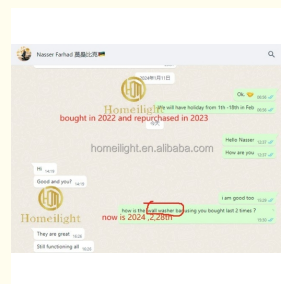 Nasser Farhad
2024年1月11日
Ok.
We will have holiday from 1th -18th in Feb
Homeilight
bought in 2022 and repurchased in 2023
homeilight.en.alibaba.com
Hello Nasser
How are you
Hi
Good and you?
I am good too
how is the wall washer bar using you bought last 2 times ?
Homeilight
now is 2024 ,2,28th
They are great
Still functioning all